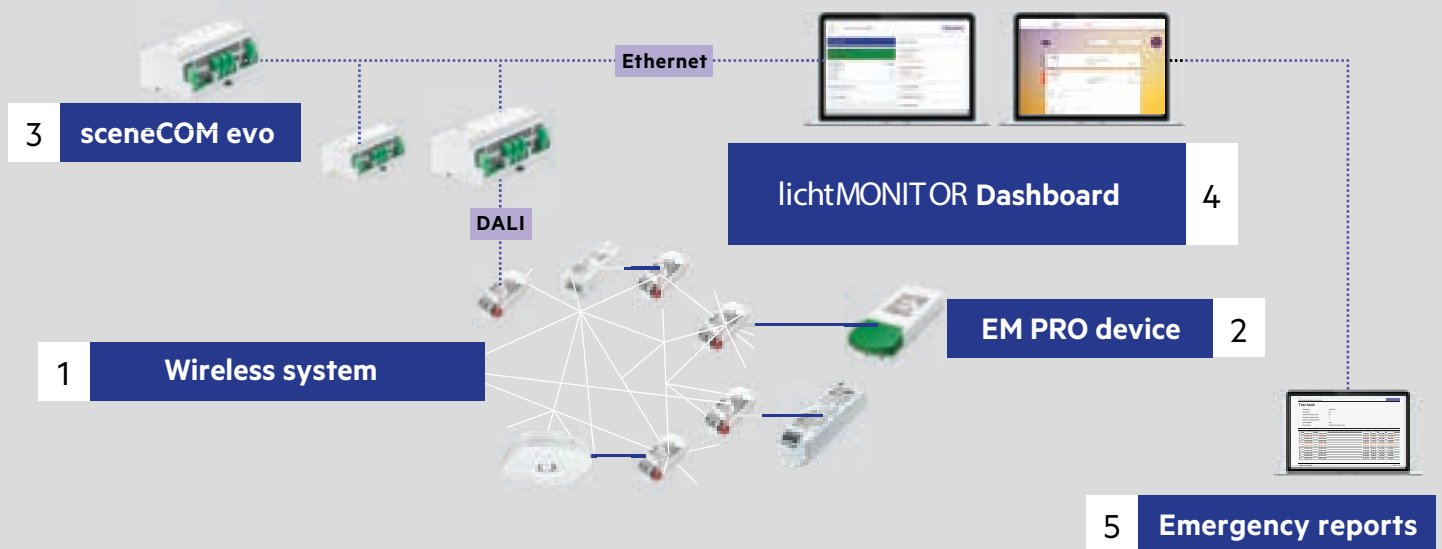 Ethernet
3 sceneCOM evo
lichtMONITOR Dashboard 4
DALI
EM PRO device 2
1 Wireless system
5 Emergency reports